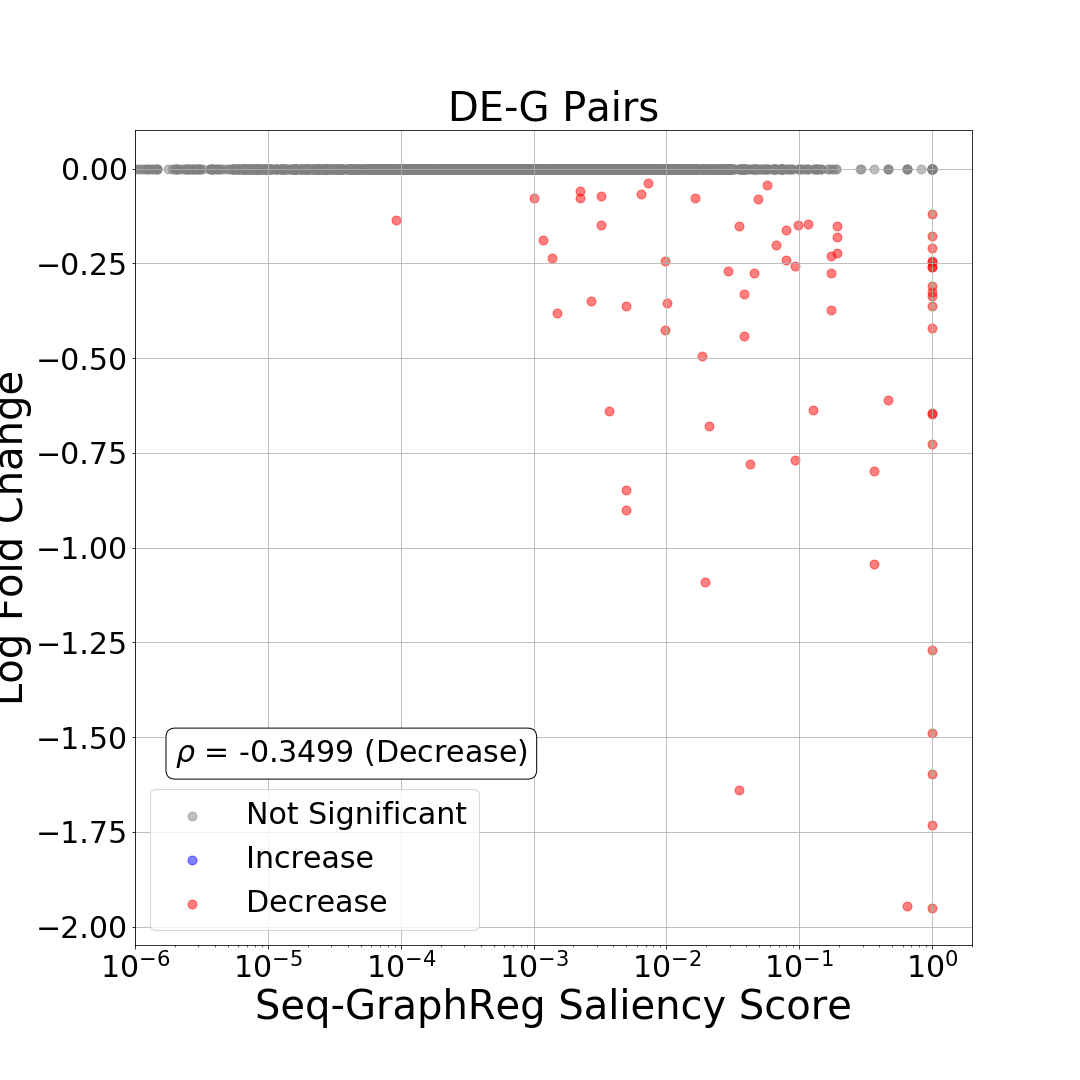 DE-G Pairs
0.00
−0.25
−0.50
−0.75
−1.00
−1.25
−1.50
−1.75
−2.00
Log Fold Change
ρ = -0.3499 (Decrease)
Not Significant
Increase
Decrease
10⁻⁶ 10⁻⁵ 10⁻⁴ 10⁻³ 10⁻² 10⁻¹ 10⁰
Seq-GraphReg Saliency Score